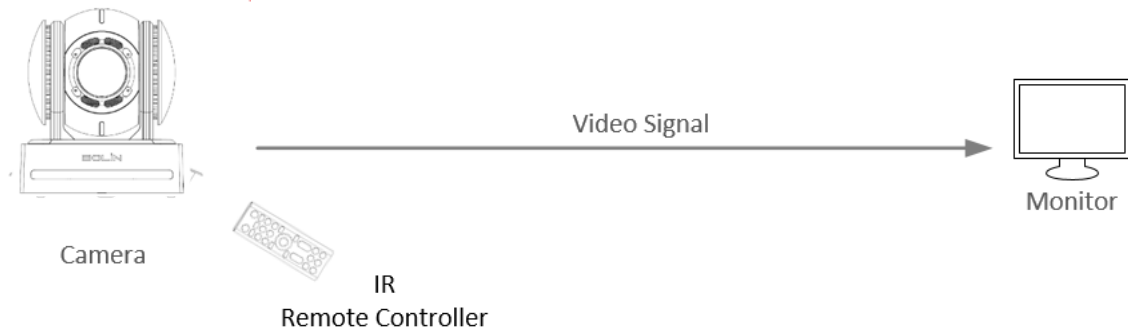 BOLIN
Video Signal
Monitor
Camera
IR
Remote Controller